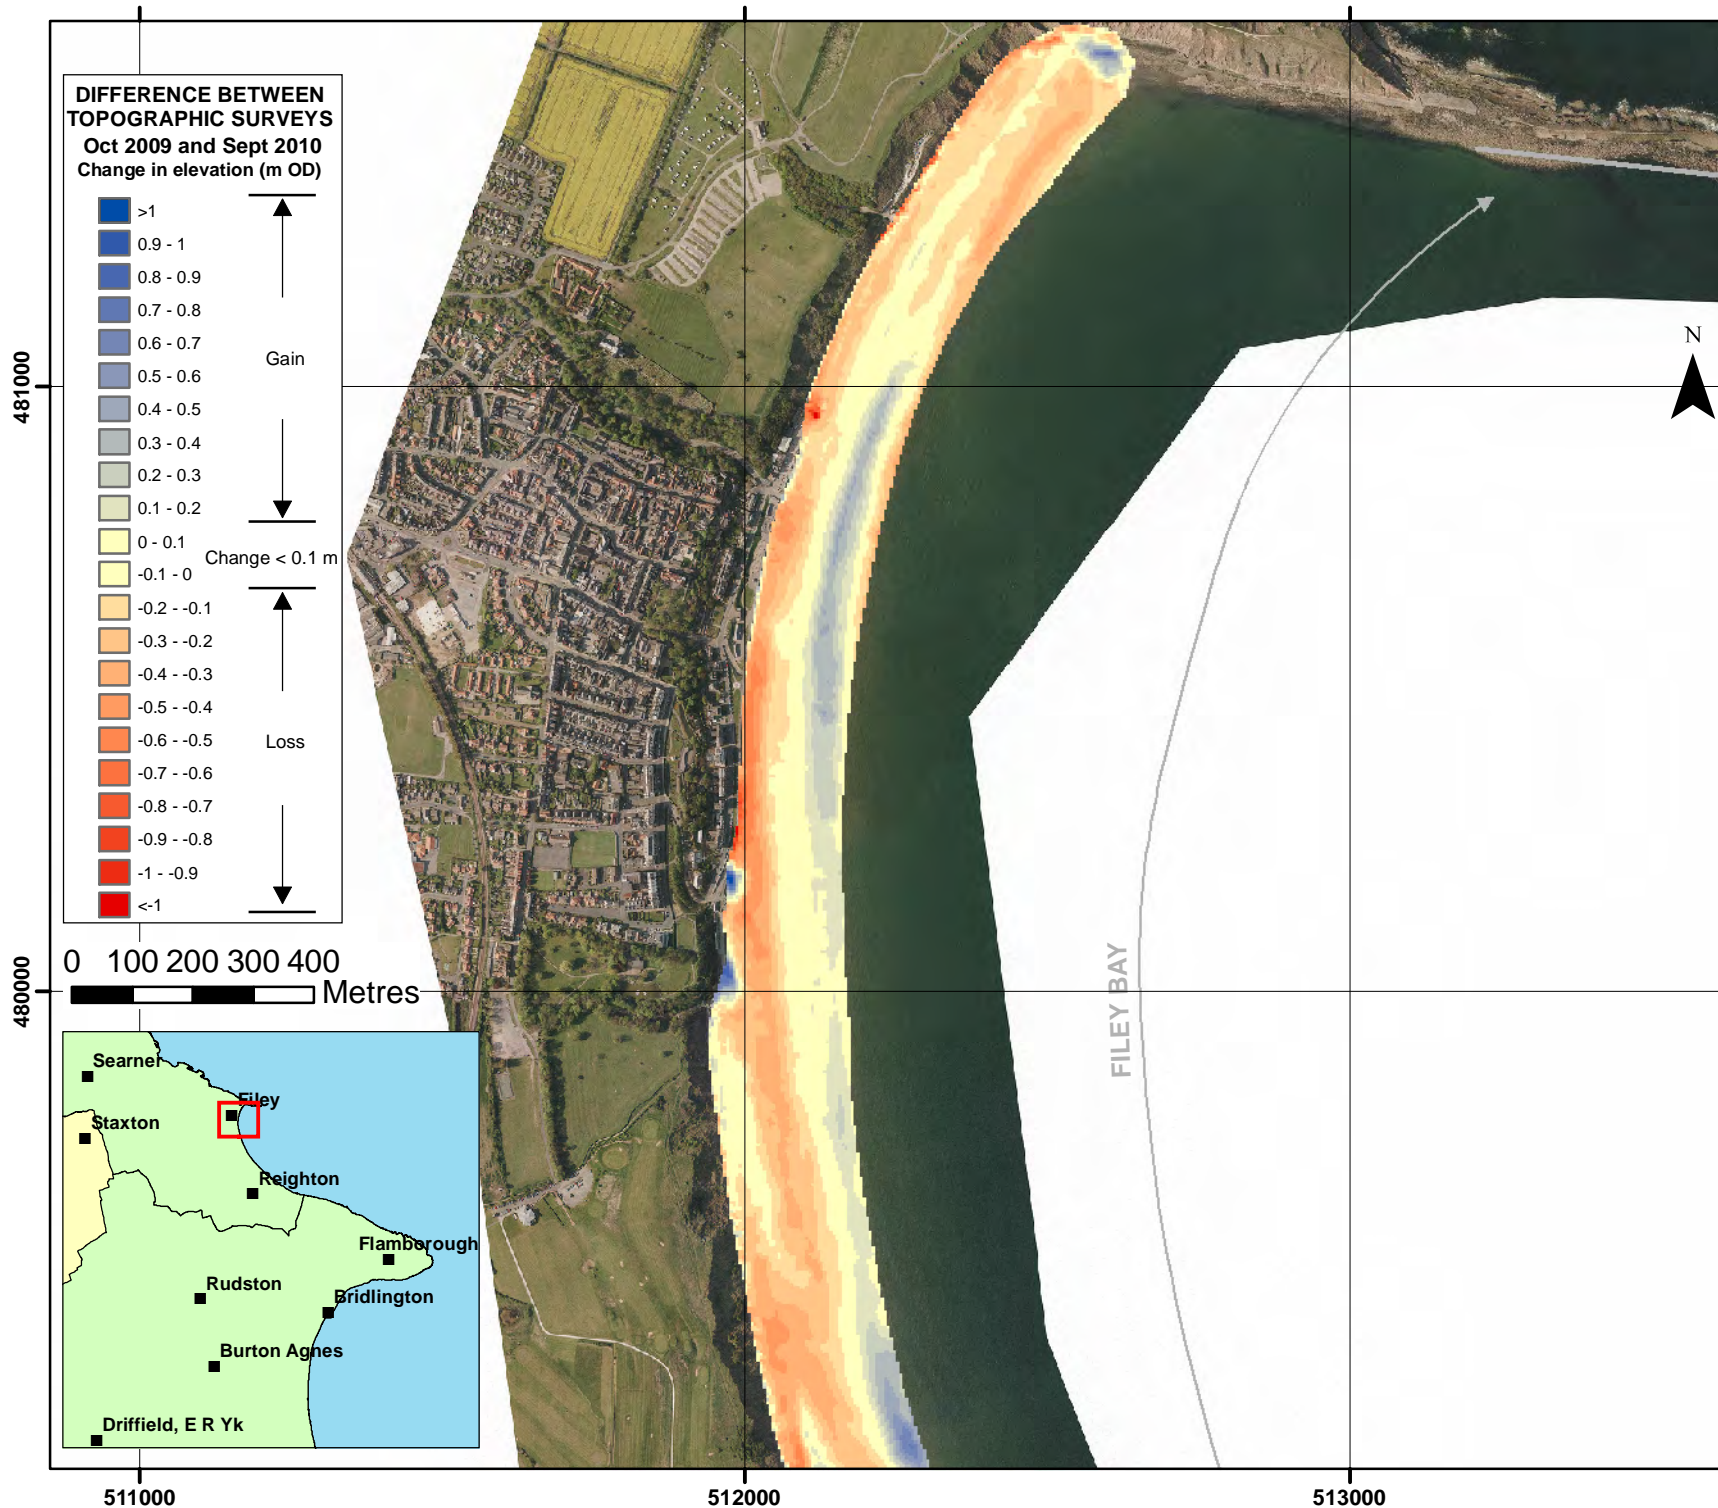 DIFFERENCE BETWEEN
TOPOGRAPHIC SURVEYS
Oct 2009 and Sept 2010
Change in elevation (m OD)
>1
0.9 - 1
0.8 - 0.9
0.7 - 0.8
0.6 - 0.7
0.5 - 0.6
0.4 - 0.5
0.3 - 0.4
0.2 - 0.3
0.1 - 0.2
0 - 0.1
-0.1 - 0
-0.2 - -0.1
-0.3 - -0.2
-0.4 - -0.3
-0.5 - -0.4
-0.6 - -0.5
-0.7 - -0.6
-0.8 - -0.7
-0.9 - -0.8
-1 - -0.9
<-1
Gain
Change < 0.1 m
Loss
0 100 200 300 400
Metres
Searner
Filey
Staxton
Reighton
Flamborough
Rudston
Bridlington
Burton Agnes
Driffield, E R Yk
N
FILEY BAY
481000
480000
511000
512000
513000